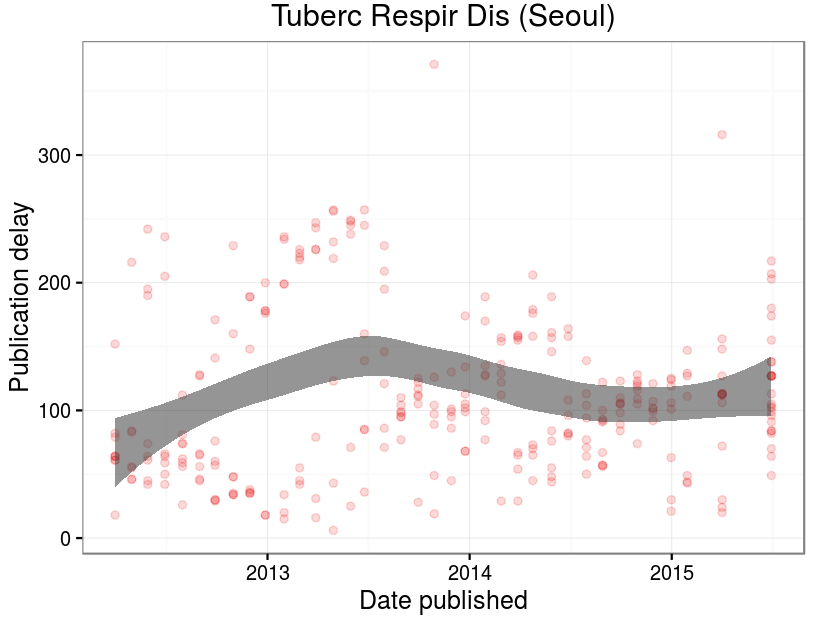 Tuberc Respir Dis (Seoul)
Publication delay
300
200
100
0
2013 2014 2015
Date published